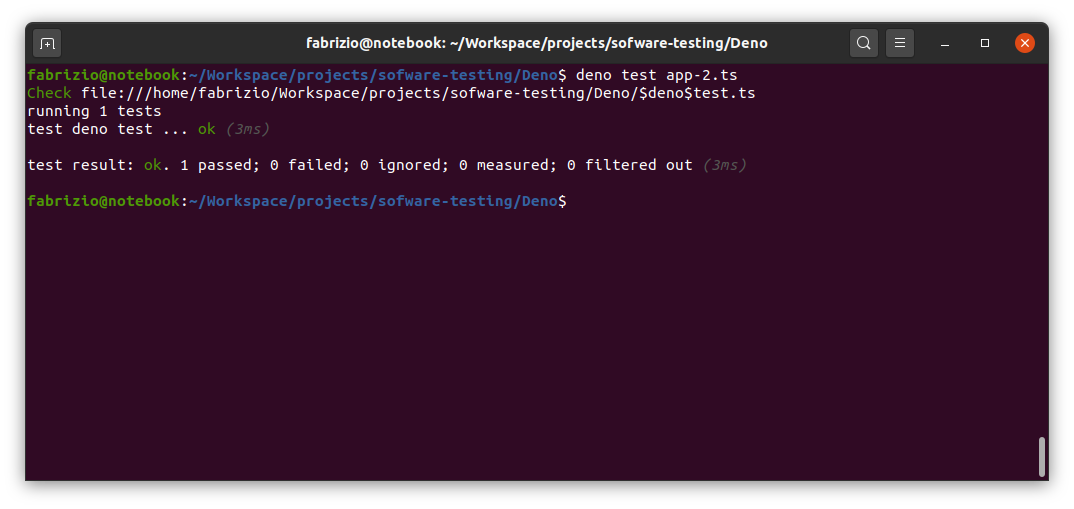 fabrizio@notebook: ~/Workspace/projects/sofware-testing/Deno
fabrizio@notebook:~/Workspace/projects/sofware-testing/Deno$ deno test app-2.ts
Check file:///home/fabrizio/Workspace/projects/sofware-testing/Deno/$deno$test.ts
running 1 tests
test deno test ... ok (3ms)
test result: ok. 1 passed; 0 failed; 0 ignored; 0 measured; 0 filtered out (3ms)
fabrizio@notebook:~/Workspace/projects/sofware-testing/Deno$